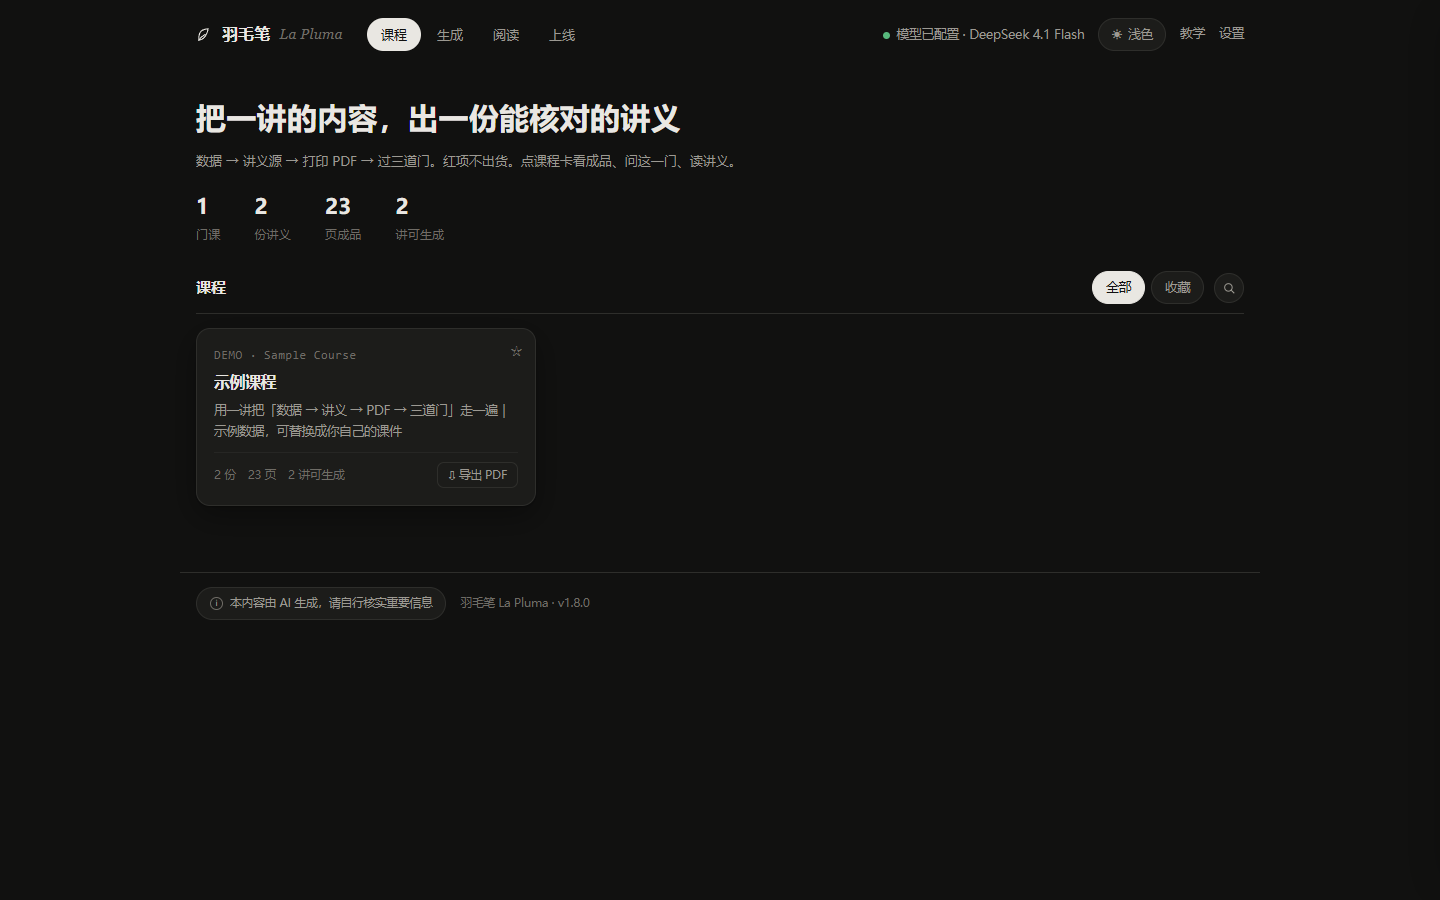 羽毛笔 La Pluma 课程 生成 阅读 上线 模型已配置 · DeepSeek 4.1 Flash 浅色 教学 设置
把一讲的内容，出一份能核对的讲义
数据 → 讲义源 → 打印 PDF → 过三道门。红项不出货。点课程卡看成品、问这一门、读讲义。
1 2 23 2
门课 份讲义 页成品 讲可生成
课程 全部 收藏
DEMO · Sample Course
示例课程
用一讲把「数据 → 讲义 → PDF → 三道门」走一遍 |
示例数据，可替换成你自己的课件
2 份 23 页 2 讲可生成 ⇩ 导出 PDF
本内容由 AI 生成，请自行核实重要信息 羽毛笔 La Pluma · v1.8.0